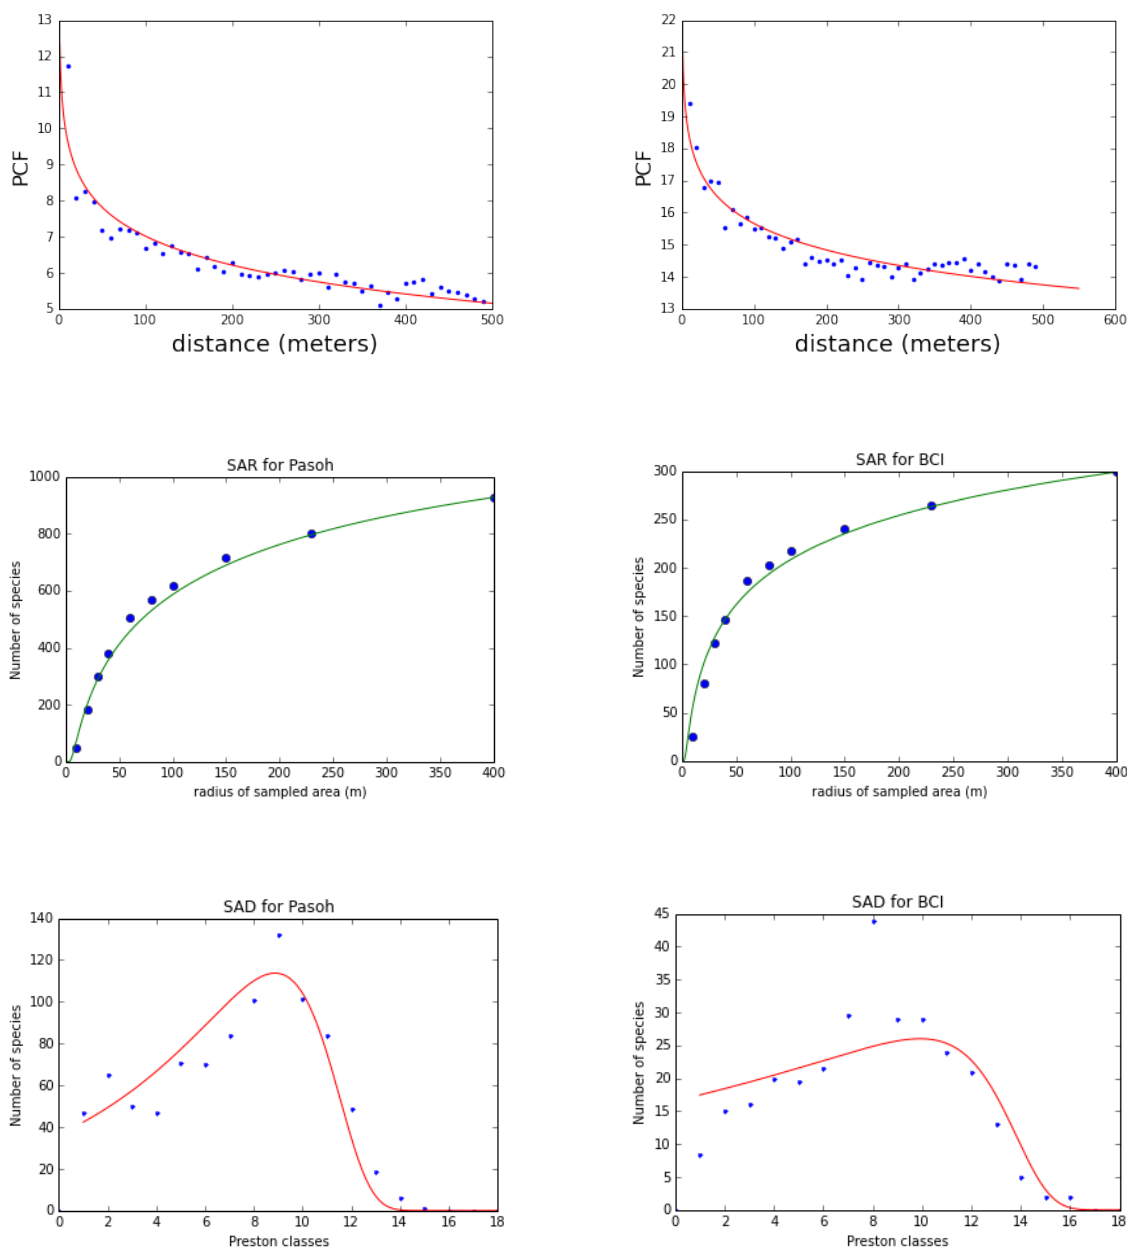 13
12
11
10
9
8
7
6
5
PCF
0 100 200 300 400 500
distance (meters)
22
21
20
19
18
17
16
15
14
13
PCF
0 100 200 300 400 500 600
distance (meters)
SAR for Pasoh
1000
800
600
400
200
0
Number of species
0 50 100 150 200 250 300 350 400
radius of sampled area (m)
SAR for BCI
300
250
200
150
100
50
0
Number of species
0 50 100 150 200 250 300 350 400
radius of sampled area (m)
SAD for Pasoh
140
120
100
80
60
40
20
0
Number of species
0 2 4 6 8 10 12 14 16 18
Preston classes
SAD for BCI
45
40
35
30
25
20
15
10
5
0
Number of species
0 2 4 6 8 10 12 14 16 18
Preston classes